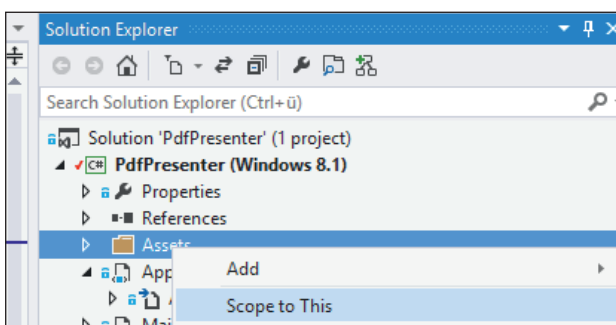 Solution Explorer
Search Solution Explorer (Ctrl+ü)
Solution 'PdfPresenter' (1 project)
C# PdfPresenter (Windows 8.1)
Properties
References
Assets
App
Add
Scope to This